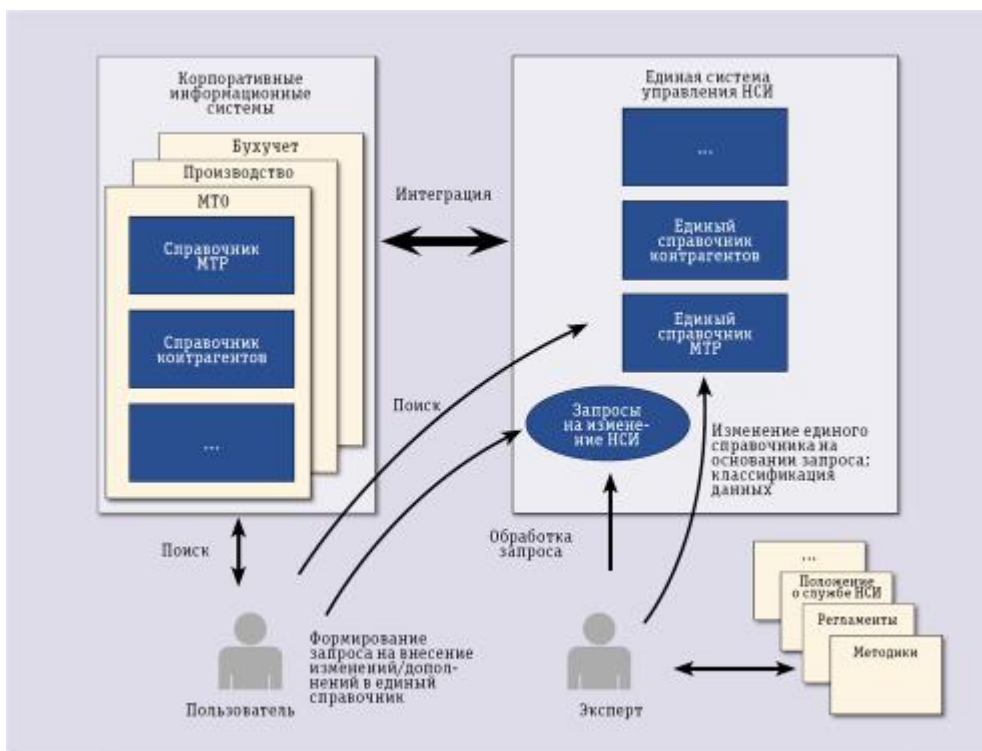 Корпоративные
информационные
системы
Бухучет
Производство
МТО
Справочник
МТР
Справочник
контрагентов
...
Интеграция
Единая система
управления НСИ
...
Единый
справочник
контрагентов
Единый
справочник
МТР
Запросы
на измене-
ние НСИ
Поиск
Изменение единого
справочника на
основании запроса:
классификация
данных
Поиск
Обработка
запроса
Формирование
запроса на внесение
изменений/допол-
нений в единый
справочник
Пользователь
Эксперт
...
Положение
о службе НСИ
Регламенты
Методики